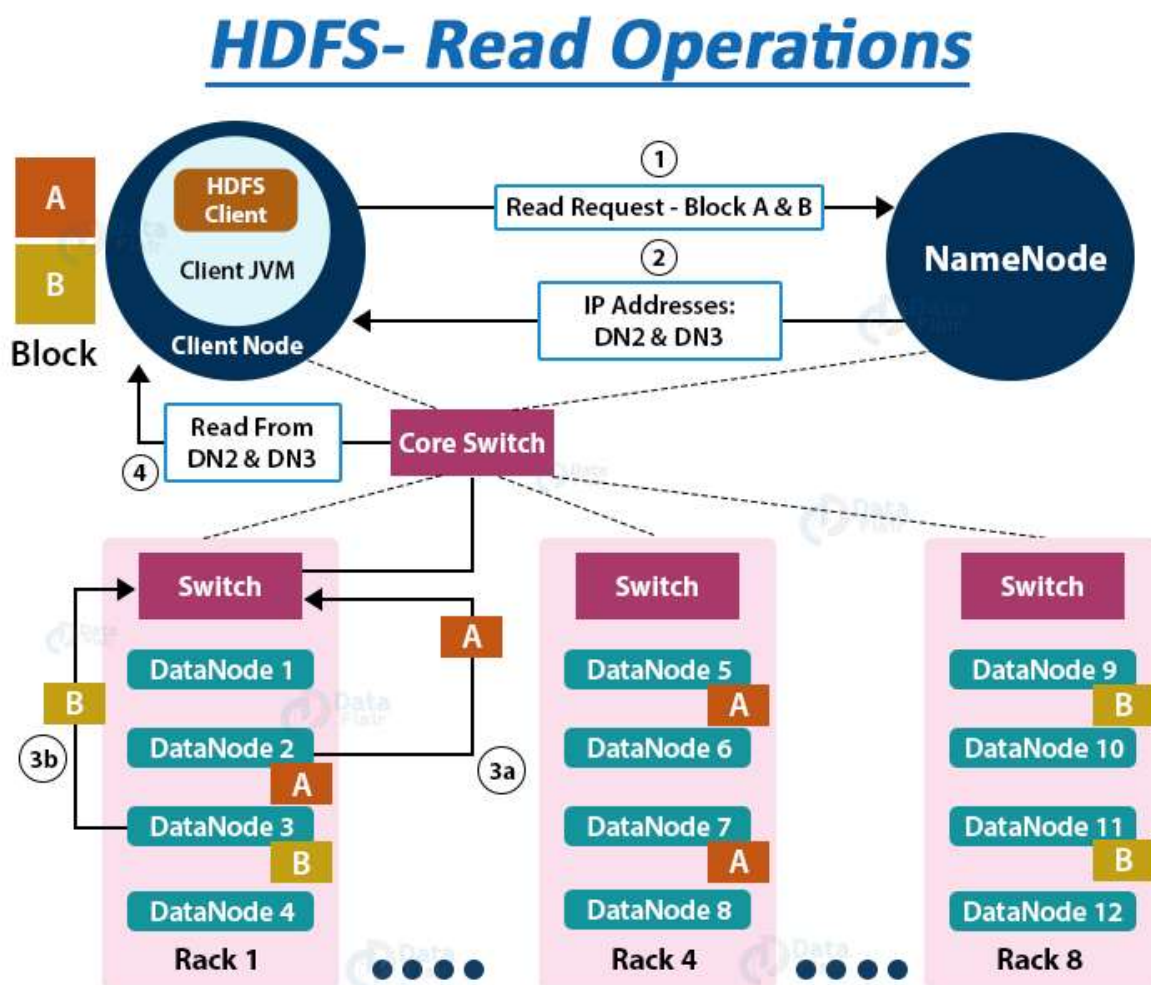 HDFS- Read Operations
A
B
Block
HDFS
Client
Client JVM
Client Node
1
Read Request - Block A & B
2
IP Addresses:
DN2 & DN3
NameNode
Read From
DN2 & DN3
4
Core Switch
Switch
Switch
Switch
A
B
3b
3a
DataNode 1
DataNode 2
A
DataNode 3
B
DataNode 4
Rack 1
DataNode 5
A
DataNode 6
DataNode 7
A
DataNode 8
Rack 4
DataNode 9
B
DataNode 10
DataNode 11
B
DataNode 12
Rack 8
Data
Flair